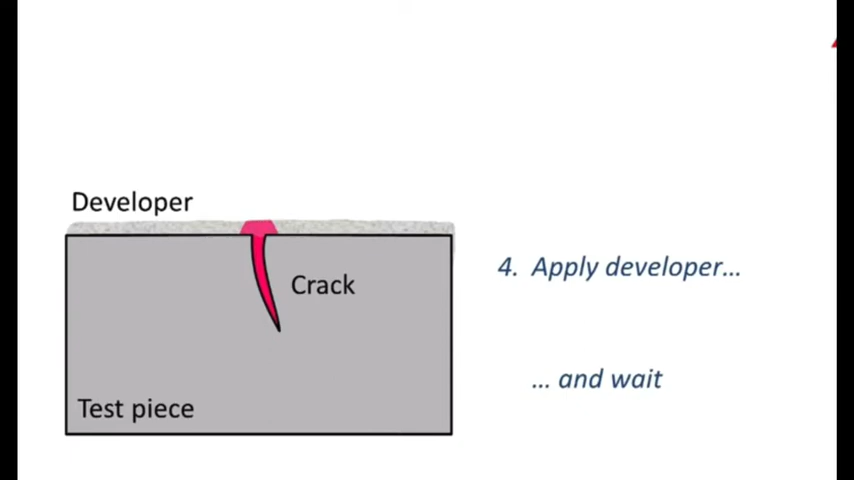 Developer
Crack
Test piece
4. Apply developer…
… and wait